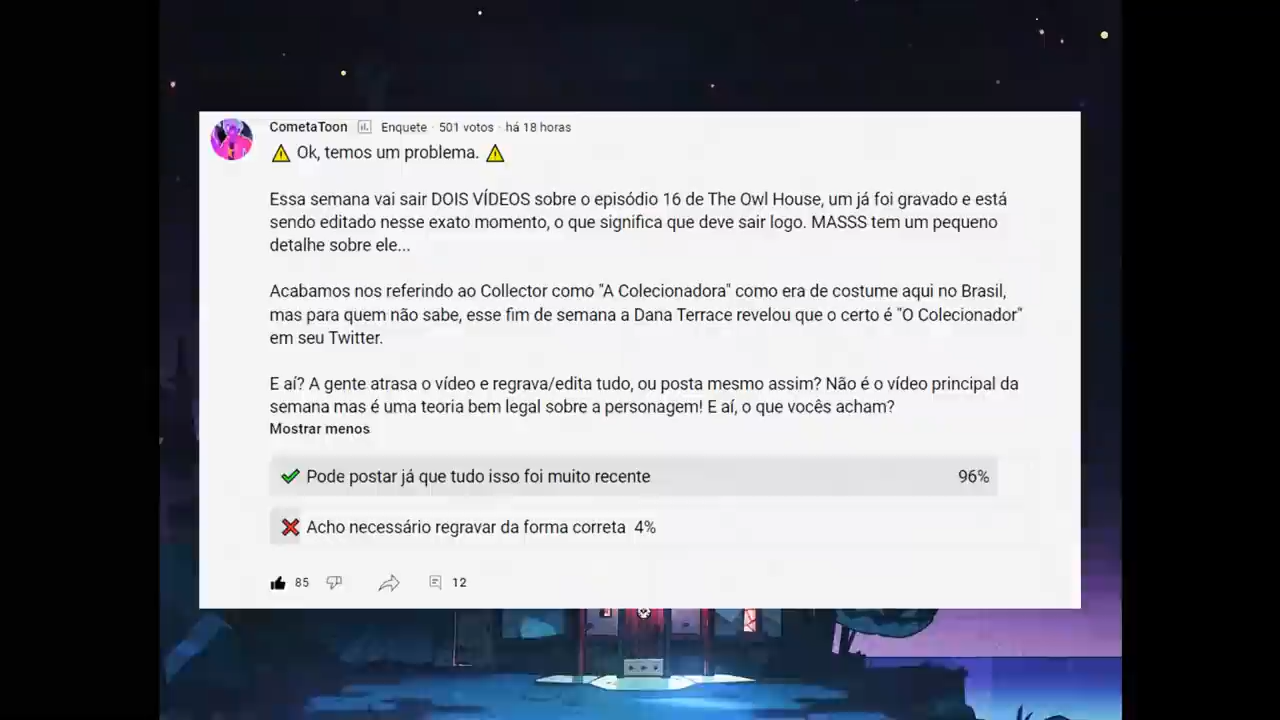 CometaToon Enquete · 501 votos · há 18 horas
⚠️ Ok, temos um problema. ⚠️
Essa semana vai sair DOIS VÍDEOS sobre o episódio 16 de The Owl House, um já foi gravado e está
sendo editado nesse exato momento, o que significa que deve sair logo. MASSS tem um pequeno
detalhe sobre ele...
Acabamos nos referindo ao Collector como "A Colecionadora" como era de costume aqui no Brasil,
mas para quem não sabe, esse fim de semana a Dana Terrace revelou que o certo é "O Colecionador"
em seu Twitter.
E aí? A gente atrasa o vídeo e regrava/edita tudo, ou posta mesmo assim? Não é o vídeo principal da
semana mas é uma teoria bem legal sobre a personagem! E aí, o que vocês acham?
Mostrar menos
✔️ Pode postar já que tudo isso foi muito recente 96%
❌ Acho necessário regravar da forma correta 4%
85 12